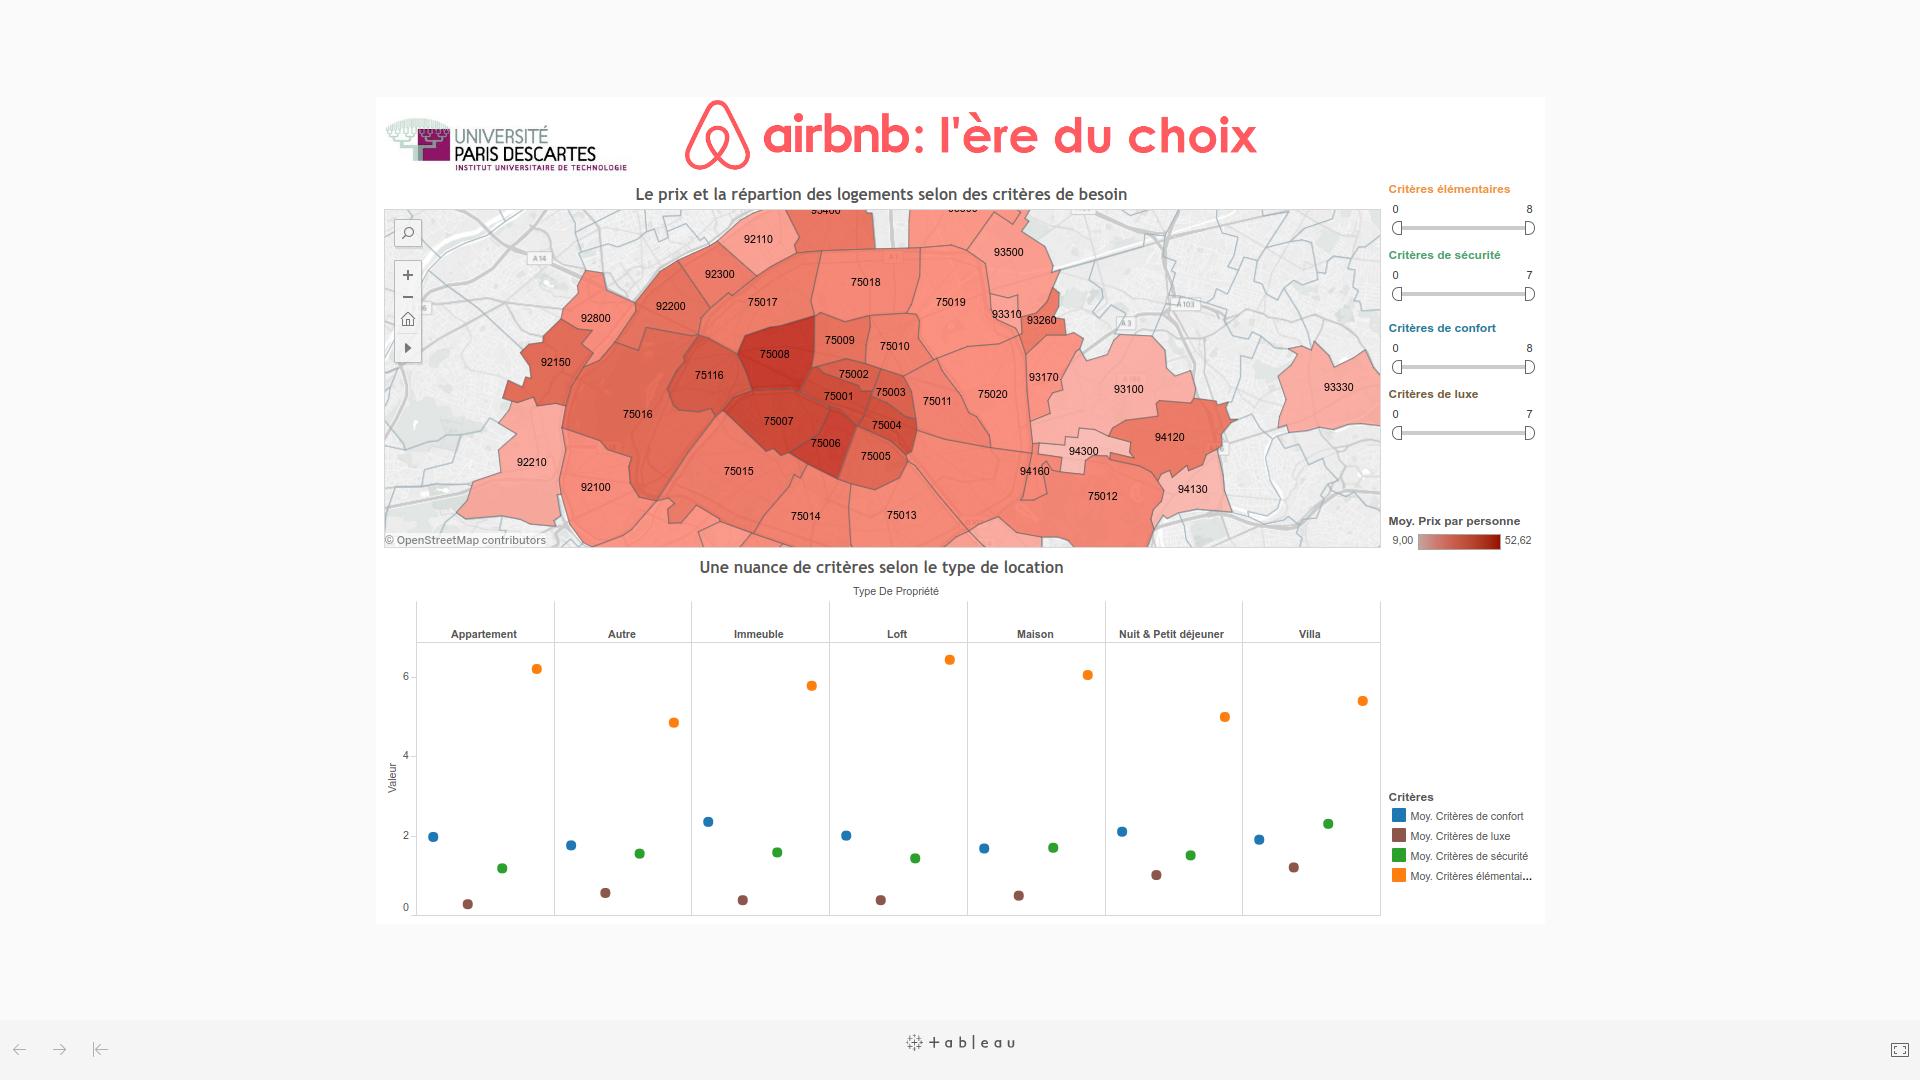 UNIVERSITÉ
PARIS DESCARTES
INSTITUT UNIVERSITAIRE DE TECHNOLOGIE
airbnb: l'ère du choix
Le prix et la répartion des logements selon des critères de besoin
Critères élémentaires
0 8
Critères de sécurité
0 7
Critères de confort
0 8
Critères de luxe
0 7
92110
93500
A14
92300
75018
92200
75017
75019
A103
92800
93310
93260
A3
75009
75010
75008
92150
75116
75002
93170
93100
93330
75001
75003
75020
75011
75016
75007
75004
94120
75006
94300
75005
92210
75015
94160
92100
94130
75012
75014
75013
© OpenStreetMap contributors
Moy. Prix par personne
9,00 52,62
Une nuance de critères selon le type de location
Type De Propriété
Appartement Autre Immeuble Loft Maison Nuit & Petit déjeuner Villa
Valeur
6
4
2
0
Critères
Moy. Critères de confort
Moy. Critères de luxe
Moy. Critères de sécurité
Moy. Critères élémentai...
+ a b | e a u